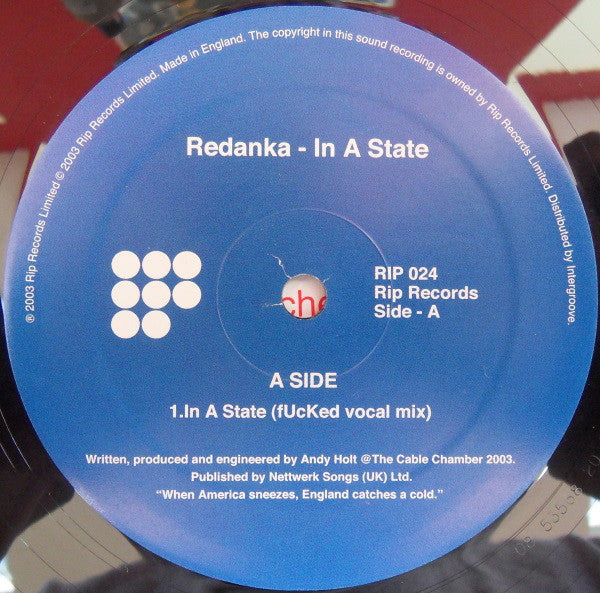 ℗ 2003 Rip Records Limited © 2003 Rip Records Limited. Made in England. The copyright in this sound recording is owned by Rip Records Limited. Distributed by Intergroove.
Redanka - In A State
RIP 024
Rip Records
Side - A
che
A SIDE
1.In A State (fUcKed vocal mix)
Written, produced and engineered by Andy Holt @The Cable Chamber 2003.
Published by Nettwerk Songs (UK) Ltd.
“When America sneezes, England catches a cold.”